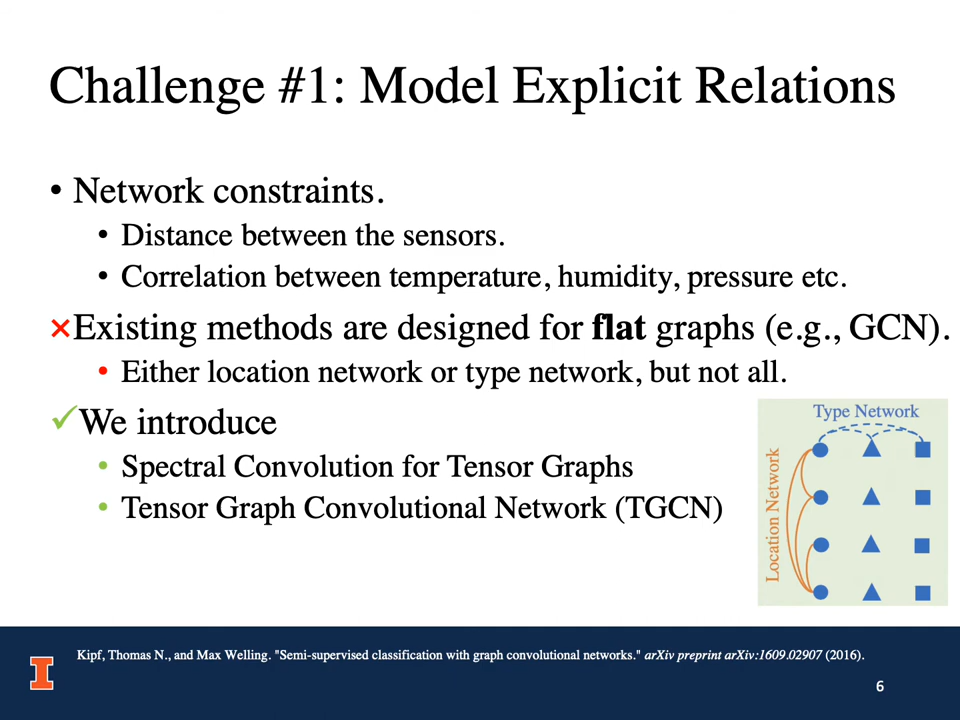 Challenge #1: Model Explicit Relations
• Network constraints.
• Distance between the sensors.
• Correlation between temperature, humidity, pressure etc.
×Existing methods are designed for flat graphs (e.g., GCN).
• Either location network or type network, but not all.
✓We introduce
• Spectral Convolution for Tensor Graphs
• Tensor Graph Convolutional Network (TGCN)
Type Network
Location Network
Kipf, Thomas N., and Max Welling. "Semi-supervised classification with graph convolutional networks." arXiv preprint arXiv:1609.02907 (2016).
I
6